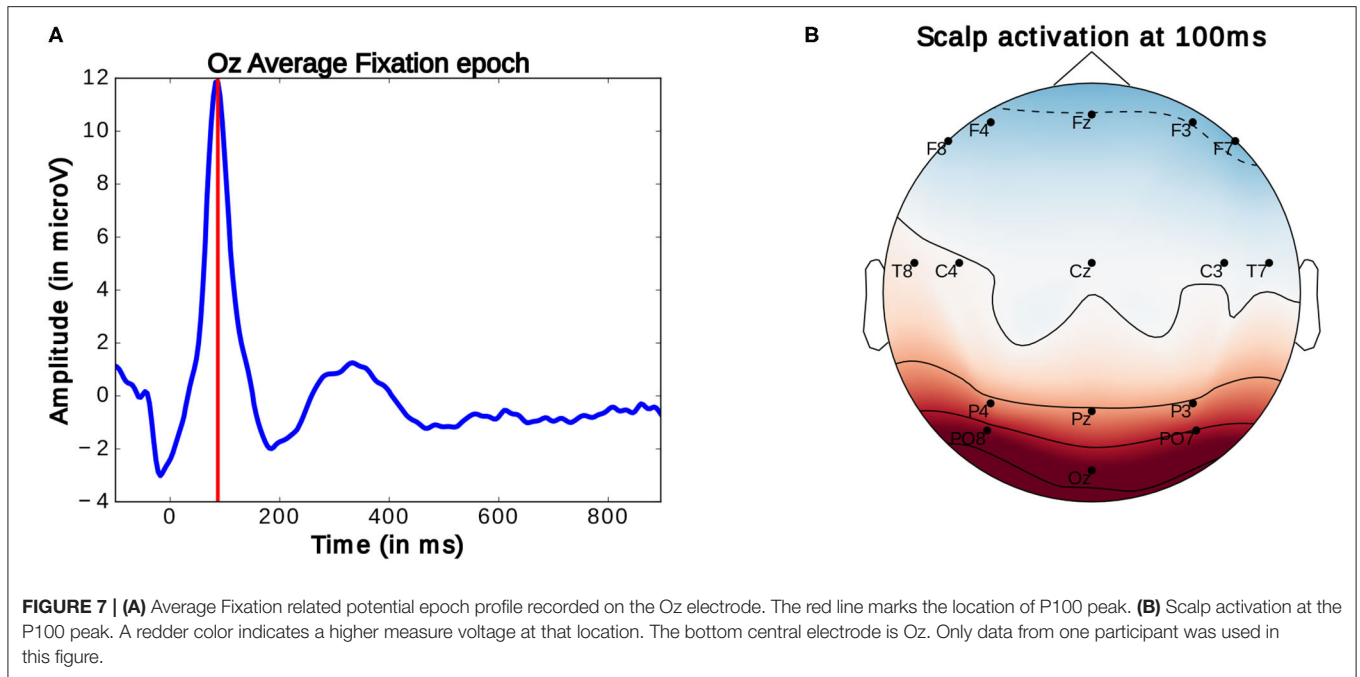 A
Oz Average Fixation epoch
12
10
8
6
4
2
0
−2
−4
Amplitude (in microV)
0 200 400 600 800
Time (in ms)
B
Scalp activation at 100ms
F8 F4 Fz F3 F7
T8 C4 Cz C3 T7
P4 Pz P3
PO8 PO7
Oz
FIGURE 7 | (A) Average Fixation related potential epoch profile recorded on the Oz electrode. The red line marks the location of P100 peak. (B) Scalp activation at the
P100 peak. A redder color indicates a higher measure voltage at that location. The bottom central electrode is Oz. Only data from one participant was used in
this figure.